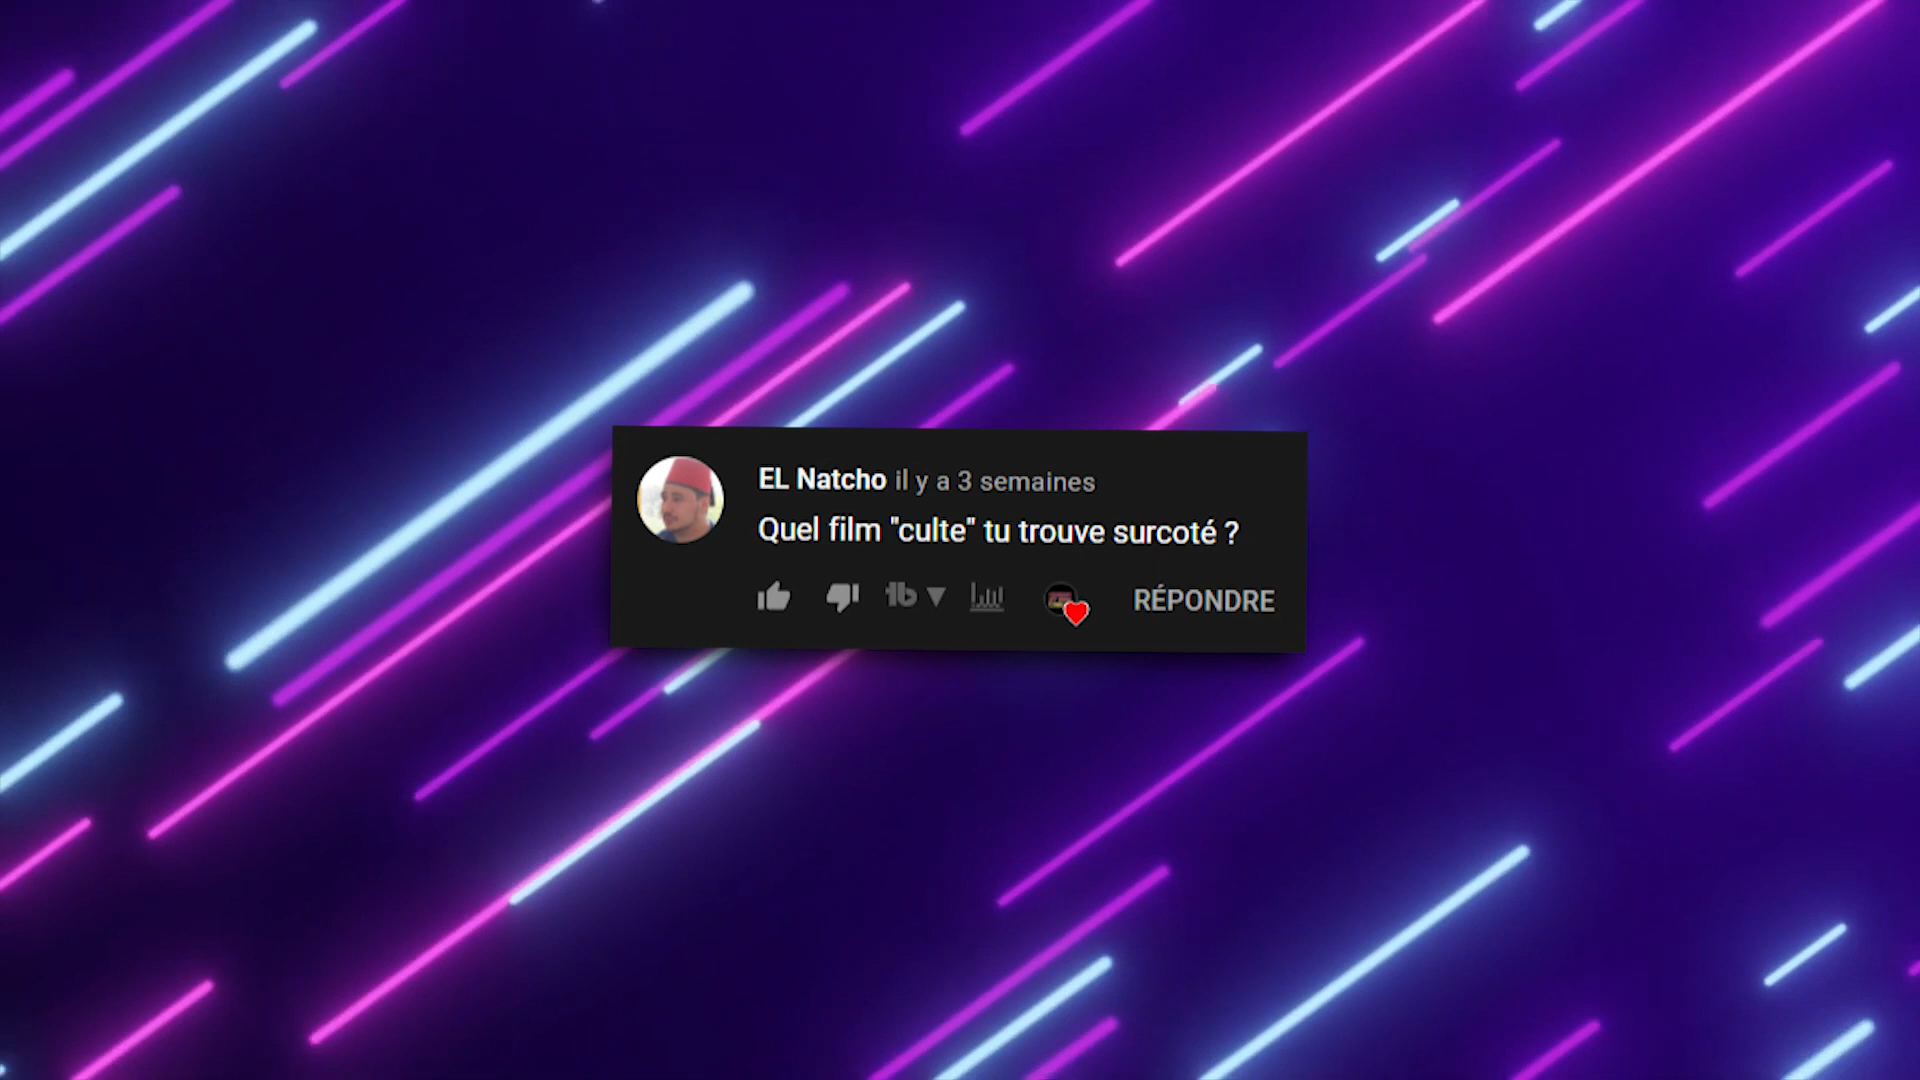 EL Natcho il y a 3 semaines
Quel film "culte" tu trouve surcoté ?
RÉPONDRE